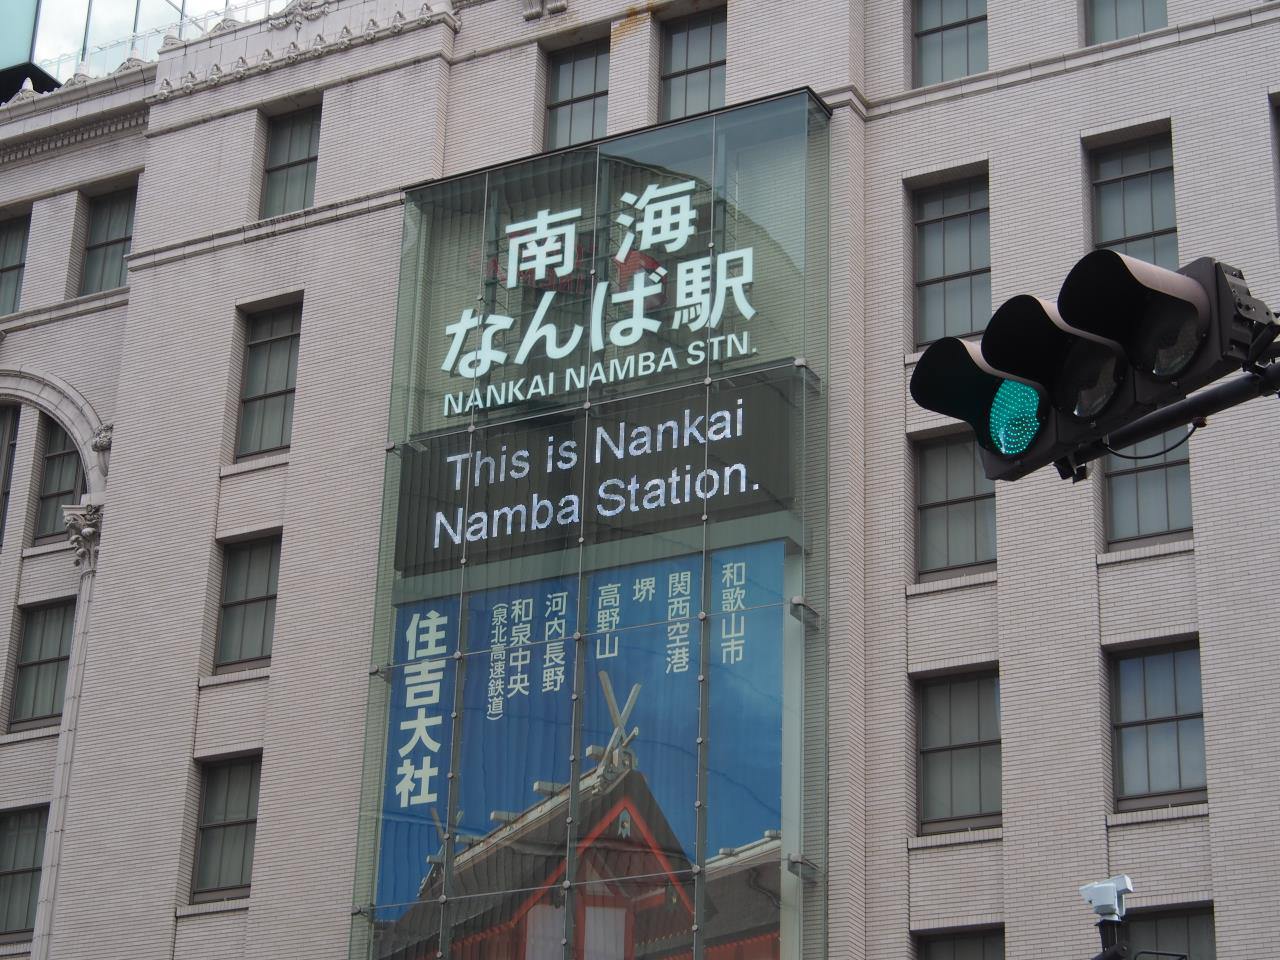 南海
なんば駅
NANKAI NAMBA STN.
This is Nankai
Namba Station.
和歌山市
関西空港
堺
高野山
河内長野
和泉中央
(泉北高速鉄道)
住吉大社